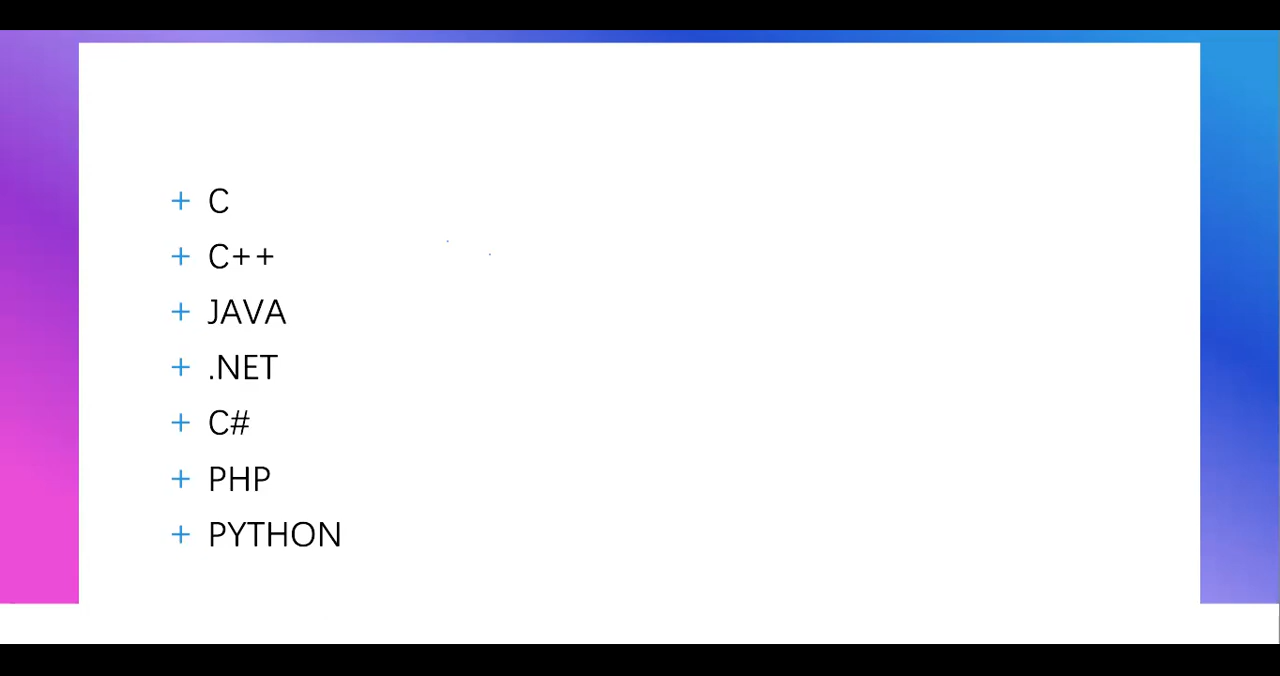 + C
+ C++
+ JAVA
+ .NET
+ C#
+ PHP
+ PYTHON